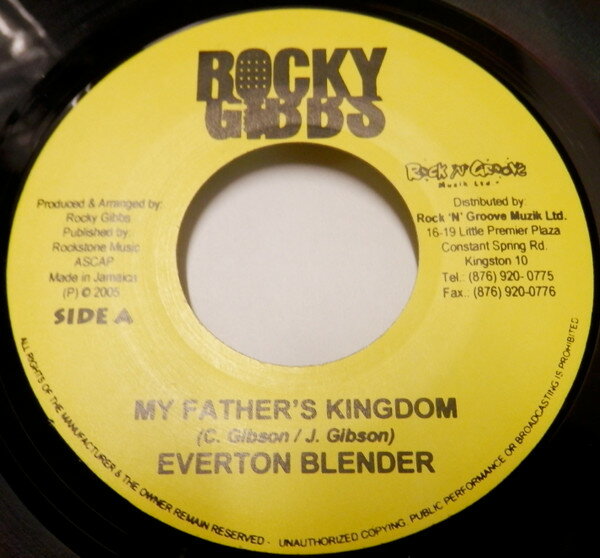 ROCKY
GIBBS
Produced & Arranged by:
Rocky Gibbs
Published by:
Rockstone Music
ASCAP
Made in Jamaica
(P) © 2005
SIDE A
ROCK 'N' GROOVE
Muzik Ltd.
Distributed by
Rock 'N' Groove Muzik Ltd.
16-19 Little Premier Plaza
Constant Spring Rd.
Kingston 10
Tel.: (876) 920- 0775
Fax.: (876) 920-0776
MY FATHER'S KINGDOM
(C. Gibson / J. Gibson)
EVERTON BLENDER
ALL RIGHTS OF THE MANUFACTURER & THE OWNER REMAIN RESERVED - UNAUTHORIZED COPYING, PUBLIC PERFORMANCE OR BROADCASTING IS PROHIBITED